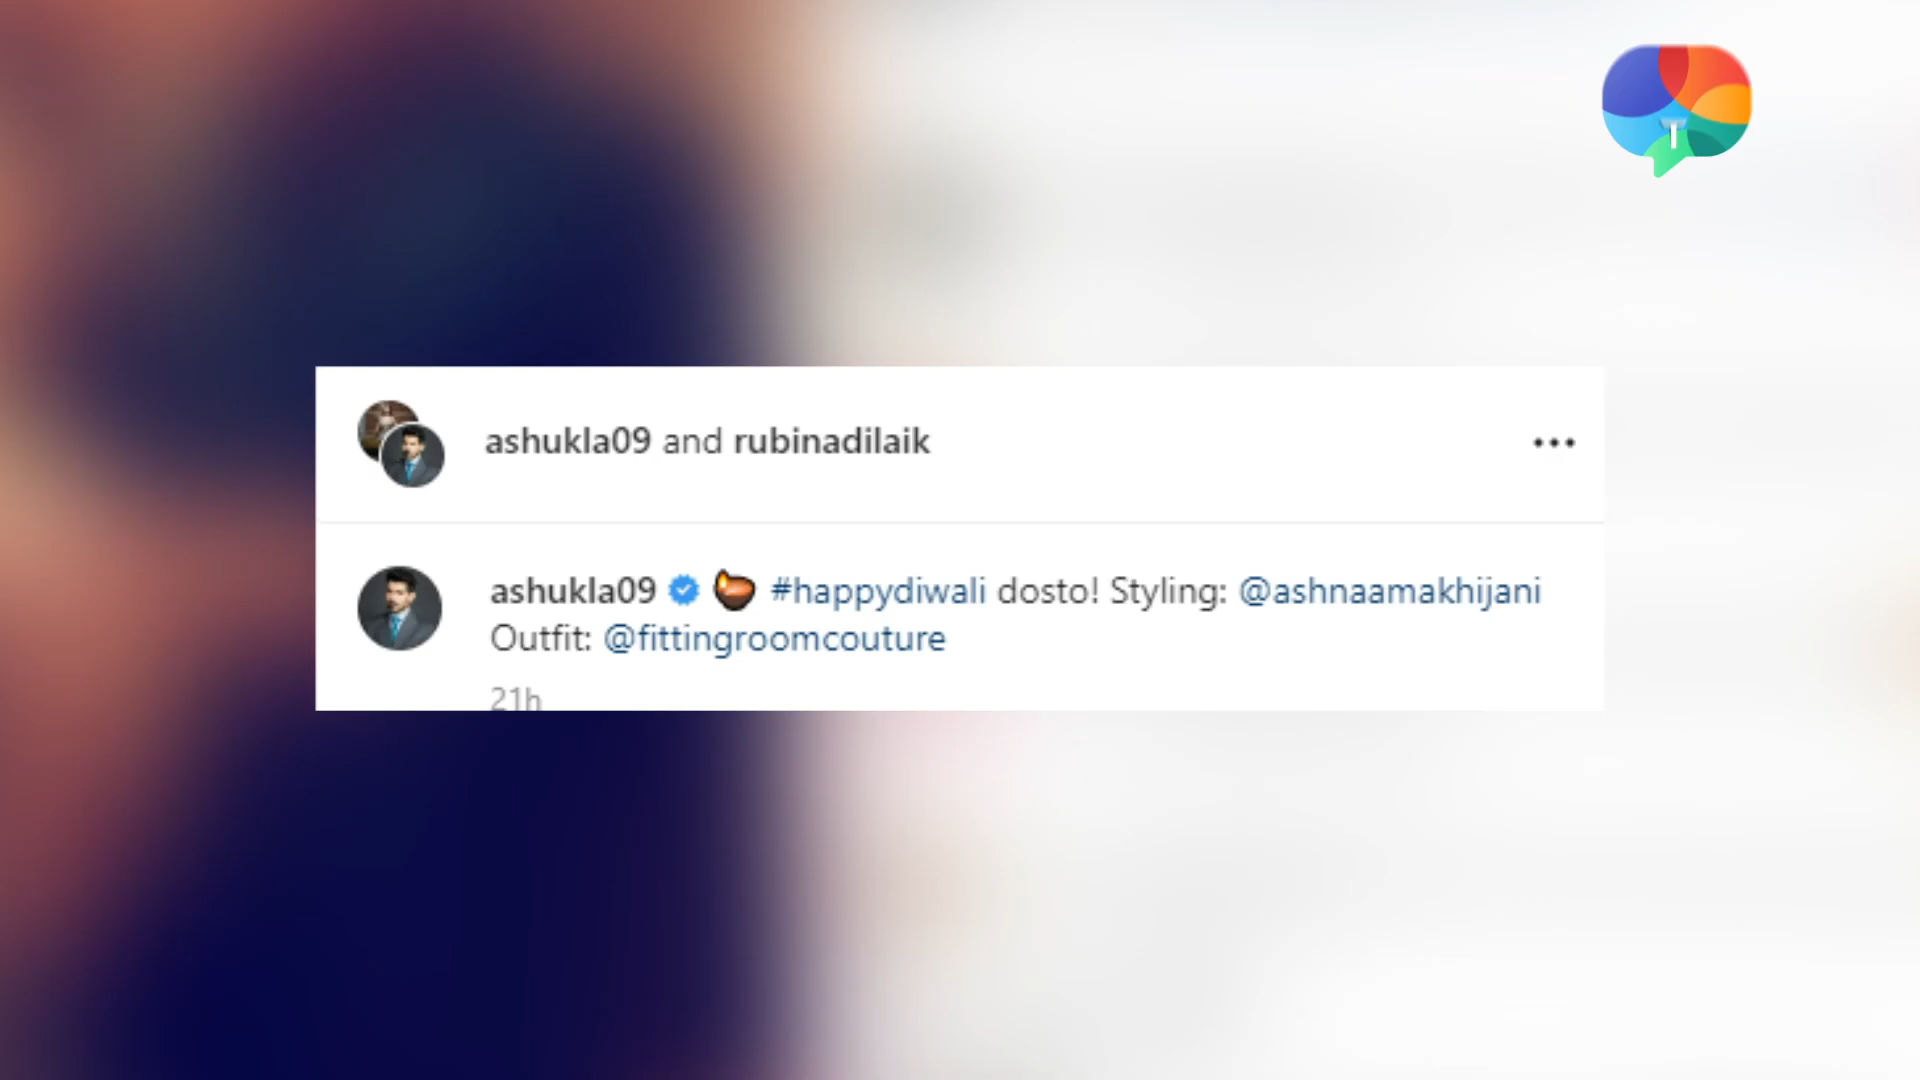 ashukla09 and rubinadilaik
ashukla09 #happydiwali dosto! Styling: @ashnaamakhijani
Outfit: @fittingroomcouture
21h